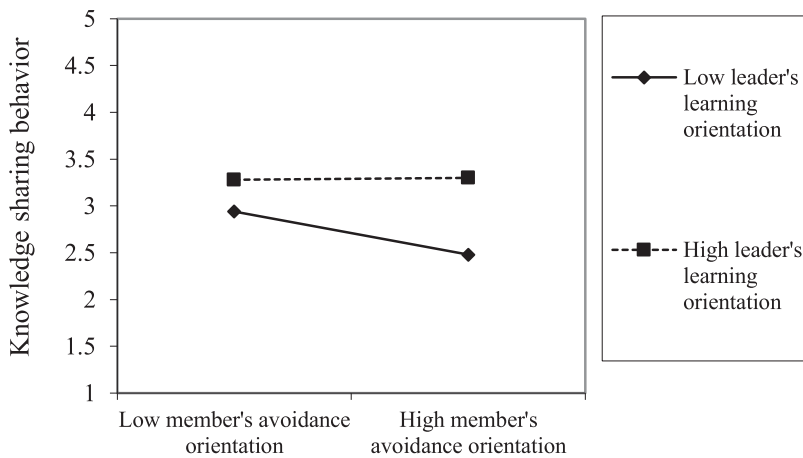 Knowledge sharing behavior
5
4.5
4
3.5
3
2.5
2
1.5
1
Low member's avoidance
orientation
High member's
avoidance orientation
Low leader's
learning
orientation
High leader's
learning
orientation